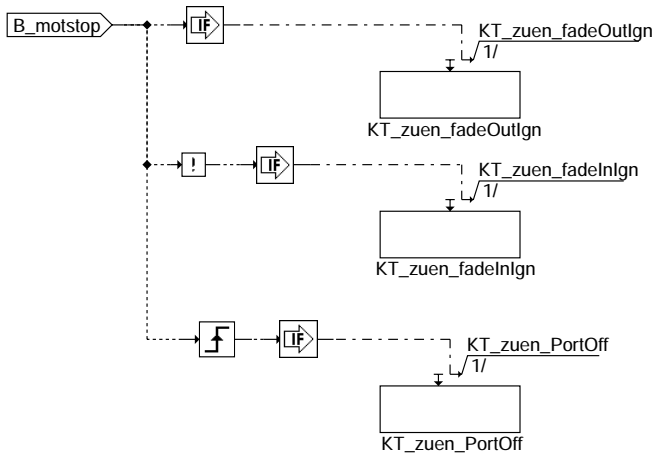 B_motstop
IF
KT_zuen_fadeOutIgn
1/
KT_zuen_fadeOutIgn
!
IF
KT_zuen_fadeInIgn
1/
KT_zuen_fadeInIgn
IF
KT_zuen_PortOff
1/
KT_zuen_PortOff